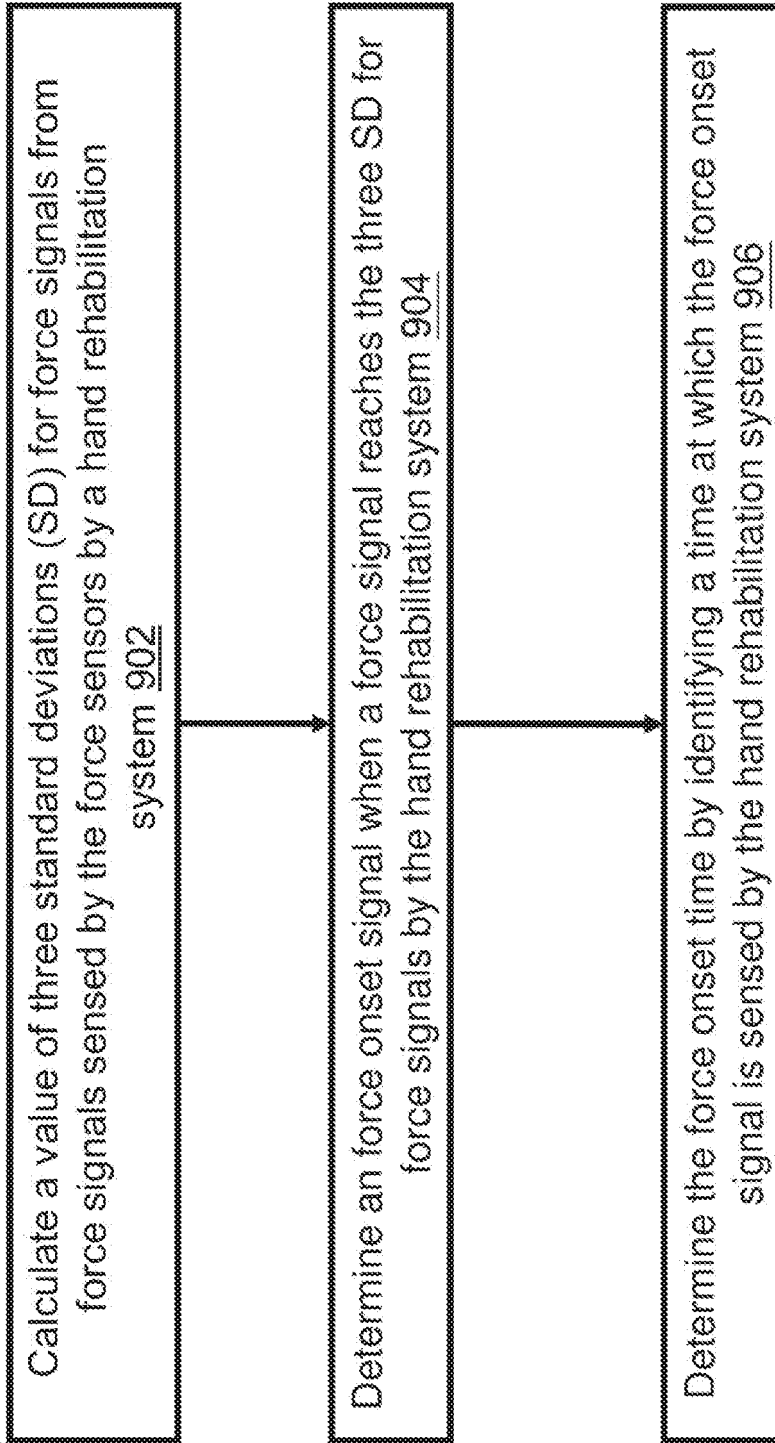 Calculate a value of three standard deviations (SD) for force signals from
force signals sensed by the force sensors by a hand rehabilitation
system 902
Determine an force onset signal when a force signal reaches the three SD for
force signals by the hand rehabilitation system 904
Determine the force onset time by identifying a time at which the force onset
signal is sensed by the hand rehabilitation system 906